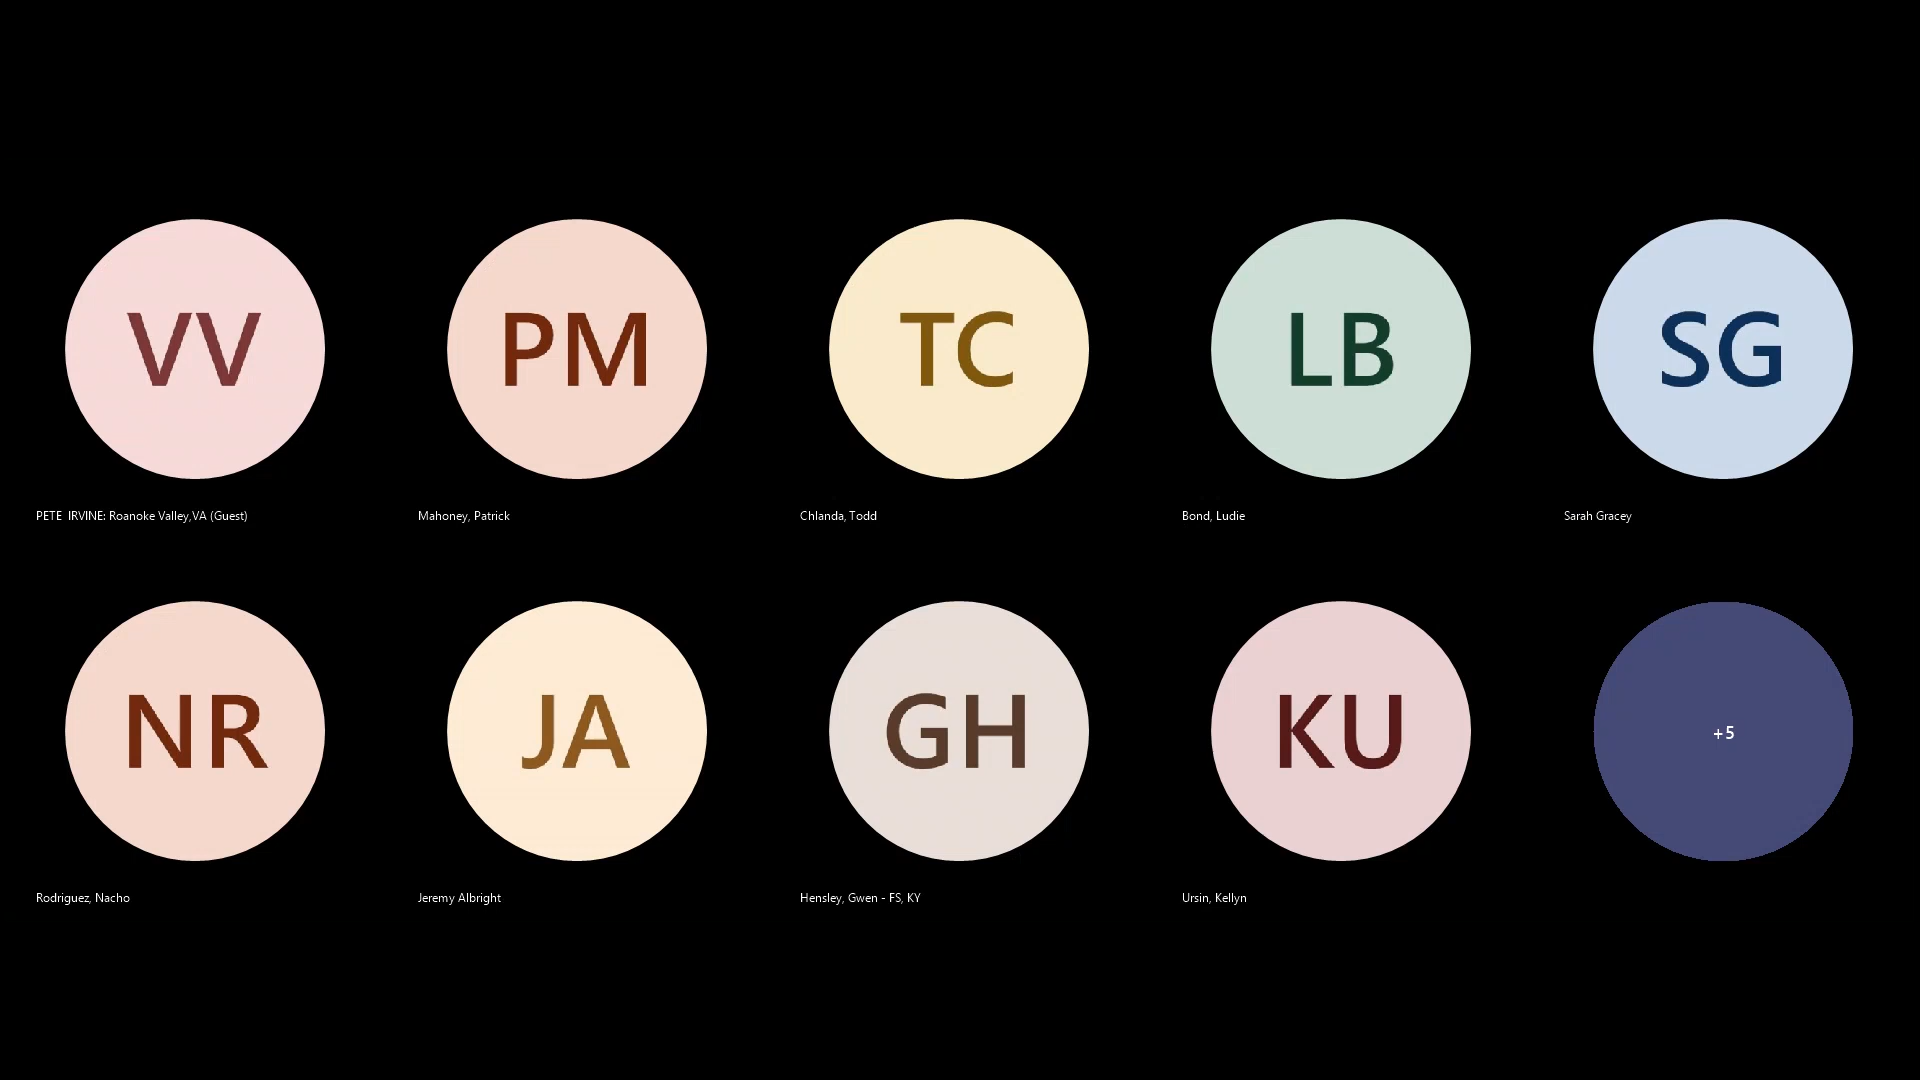 VV
PM
TC
LB
SG
PETE  IRVINE: Roanoke Valley,VA (Guest)
Mahoney, Patrick
Chlanda, Todd
Bond, Ludie
Sarah Gracey
NR
JA
GH
KU
+5
Rodriguez, Nacho
Jeremy Albright
Hensley, Gwen - FS, KY
Ursin, Kellyn